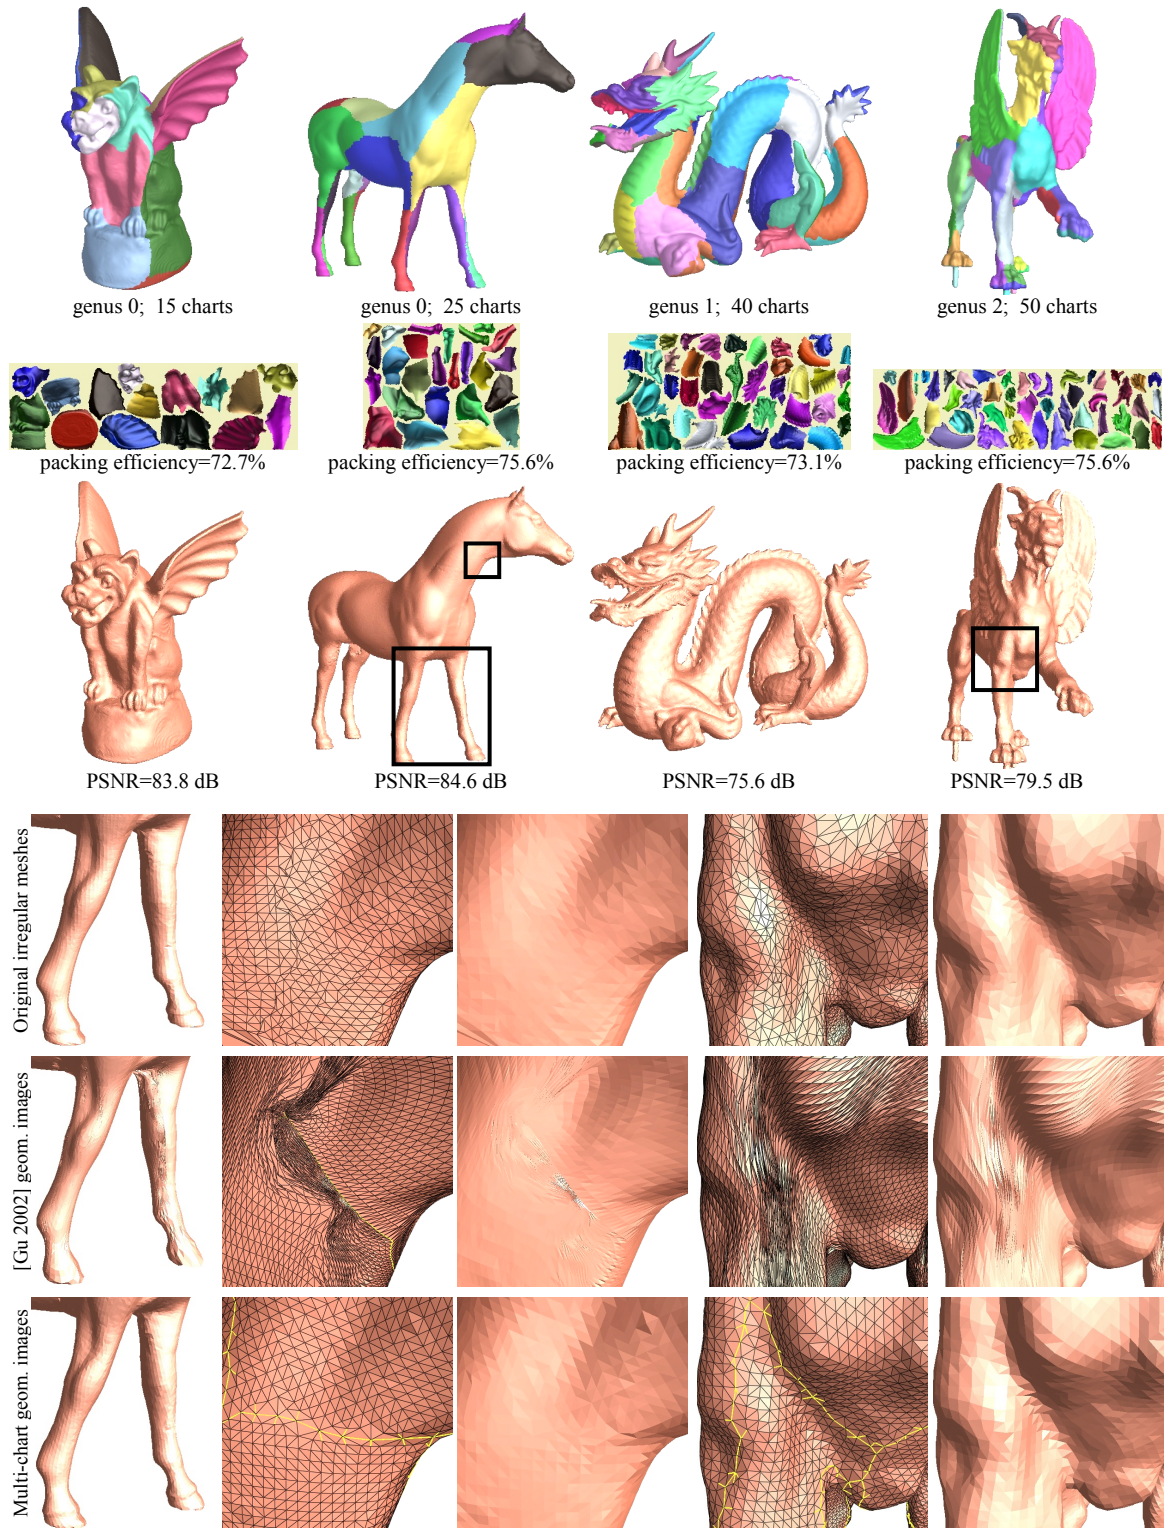 genus 0; 15 charts
genus 0; 25 charts
genus 1; 40 charts
genus 2; 50 charts
packing efficiency=72.7%
packing efficiency=75.6%
packing efficiency=73.1%
packing efficiency=75.6%
PSNR=83.8 dB
PSNR=84.6 dB
PSNR=75.6 dB
PSNR=79.5 dB
Original irregular meshes
[Gu 2002] geom. images
Multi-chart geom. images